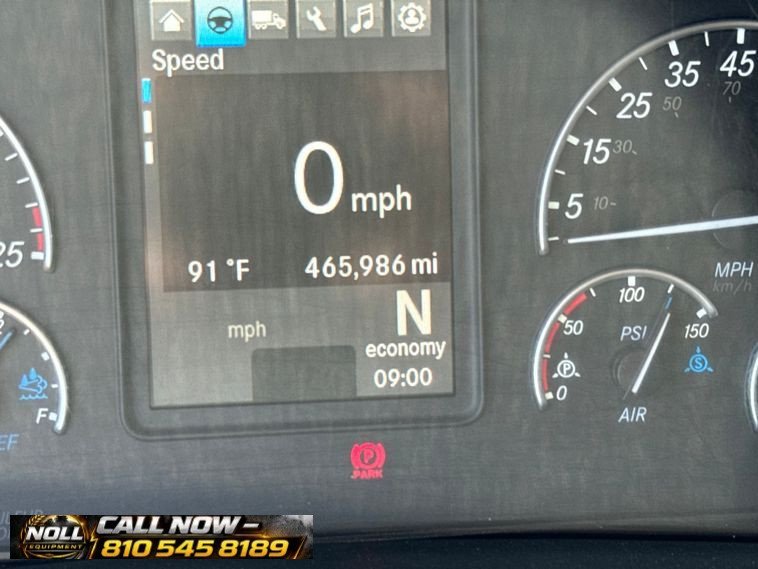 Speed
0 mph
91 °F 465,986 mi
mph
N
economy
09:00
25
F
EF
5
15
25
35
45
10
30
50
70
MPH
km/h
0
50
100
150
PSI
P
S
AIR
P
PARK
NOLL
EQUIPMENT
CALL NOW –
810 545 8189